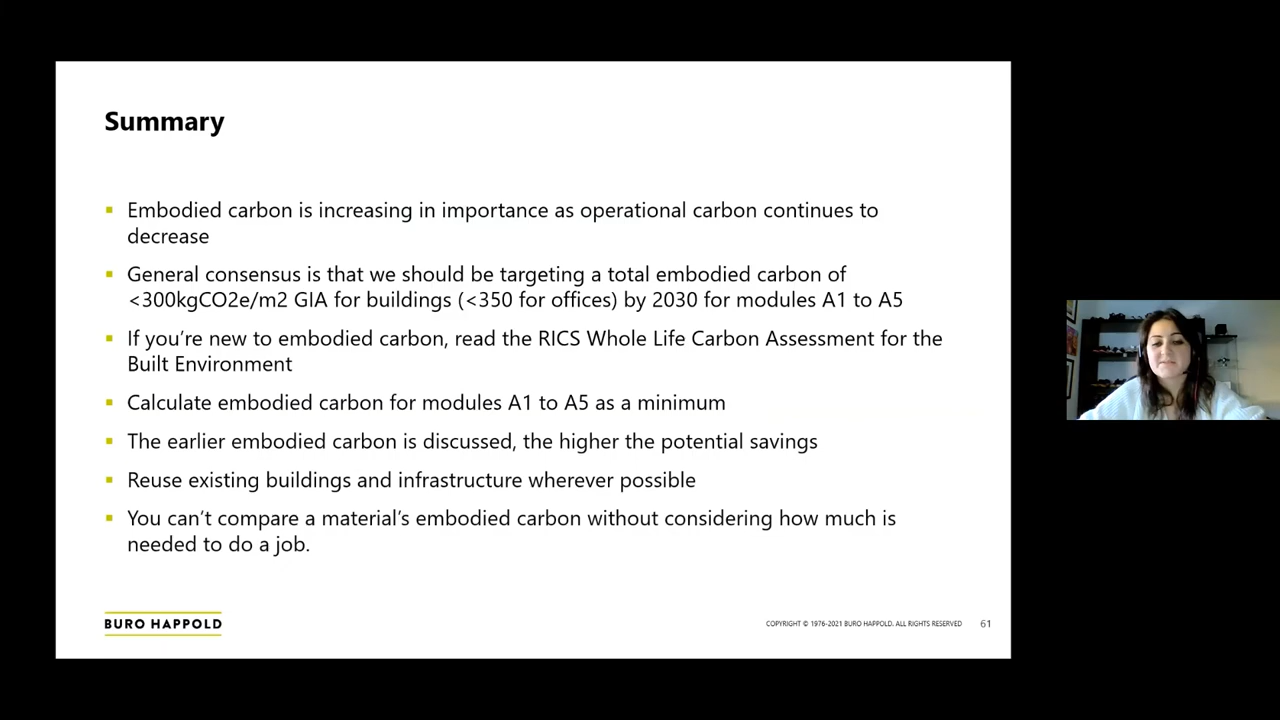 Summary
Embodied carbon is increasing in importance as operational carbon continues to
decrease
General consensus is that we should be targeting a total embodied carbon of
<300kgCO2e/m2 GIA for buildings (<350 for offices) by 2030 for modules A1 to A5
If you’re new to embodied carbon, read the RICS Whole Life Carbon Assessment for the
Built Environment
Calculate embodied carbon for modules A1 to A5 as a minimum
The earlier embodied carbon is discussed, the higher the potential savings
Reuse existing buildings and infrastructure wherever possible
You can’t compare a material’s embodied carbon without considering how much is
needed to do a job.
BURO HAPPOLD
COPYRIGHT © 1976-2021 BURO HAPPOLD. ALL RIGHTS RESERVED
61